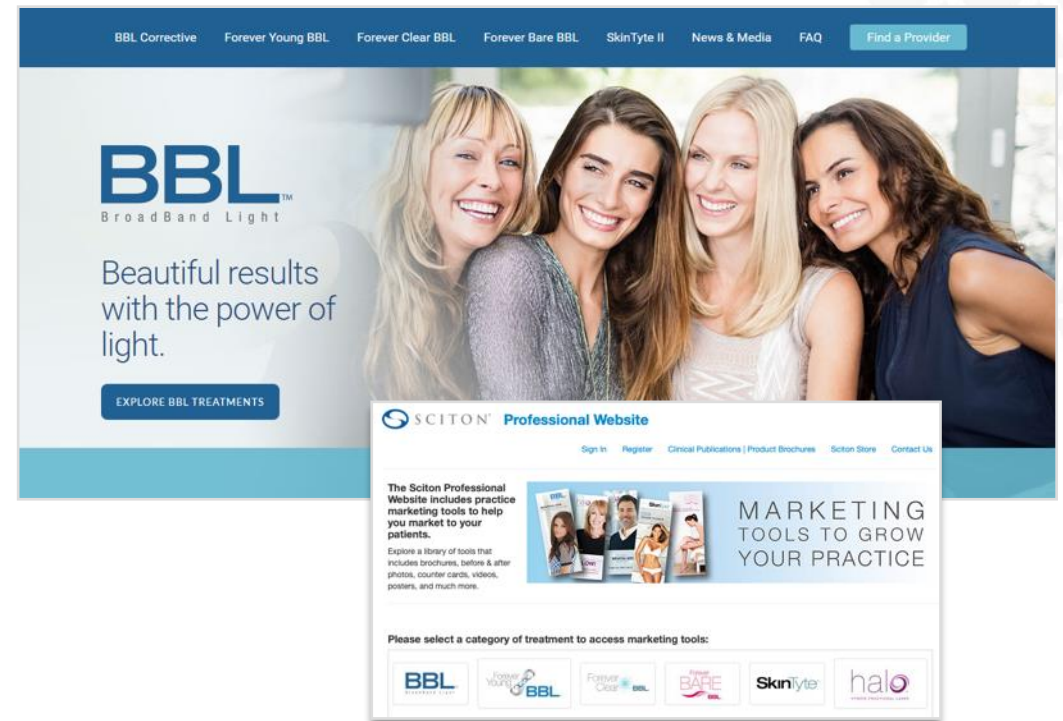 BBL Corrective Forever Young BBL Forever Clear BBL Forever Bare BBL SkinTyte II News & Media FAQ Find a Provider
BBL™
BroadBand Light
Beautiful results
with the power of
light.
EXPLORE BBL TREATMENTS
SCITON® Professional Website
Sign In Register Clinical Publications | Product Brochures Sciton Store Contact Us
The Sciton Professional
Website includes practice
marketing tools to help
you market to your
patients.
Explore a library of tools that
includes brochures, before & after
photos, counter cards, videos,
posters, and much more.
MARKETING
TOOLS TO GROW
YOUR PRACTICE
Please select a category of treatment to access marketing tools:
BBL Forever Young BBL Forever Clear BBL Forever BARE BBL SkinTyte halo